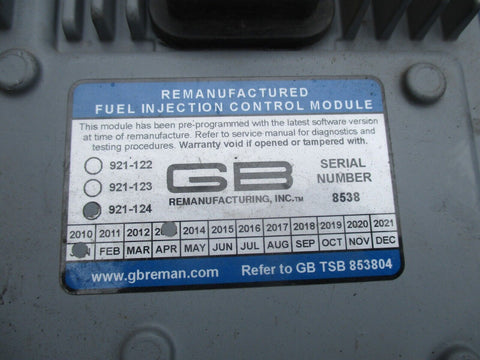 REMANUFACTURED
FUEL INJECTION CONTROL MODULE
This module has been pre-programmed with the latest software version
at time of remanufacture. Refer to service manual for diagnostics and
testing procedures. Warranty void if opened or tampered with.
921-122
921-123
921-124
GB
REMANUFACTURING, INC.™
SERIAL
NUMBER
8538
2010 2011 2012 2014 2015 2016 2017 2018 2019 2020 2021
FEB MAR APR MAY JUN JUL AUG SEP OCT NOV DEC
www.gbreman.com Refer to GB TSB 853804